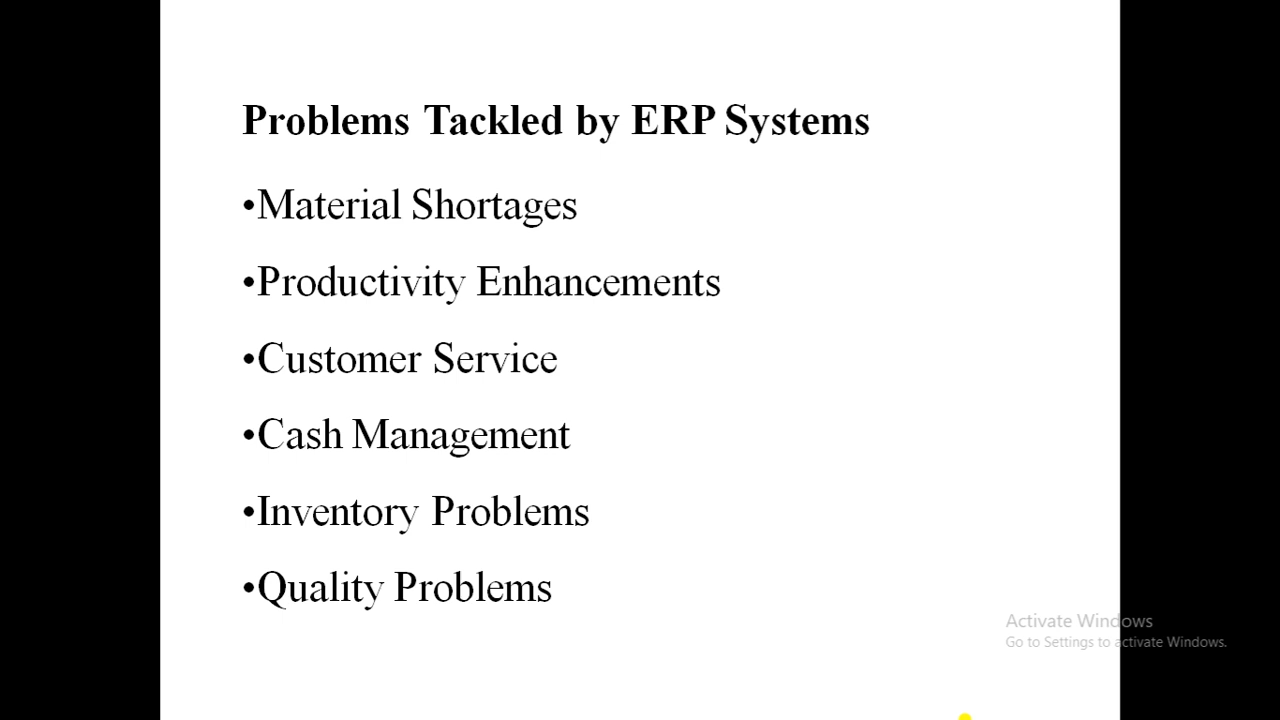 Problems Tackled by ERP Systems
•Material Shortages
•Productivity Enhancements
•Customer Service
•Cash Management
•Inventory Problems
•Quality Problems
Activate Windows
Go to Settings to activate Windows.